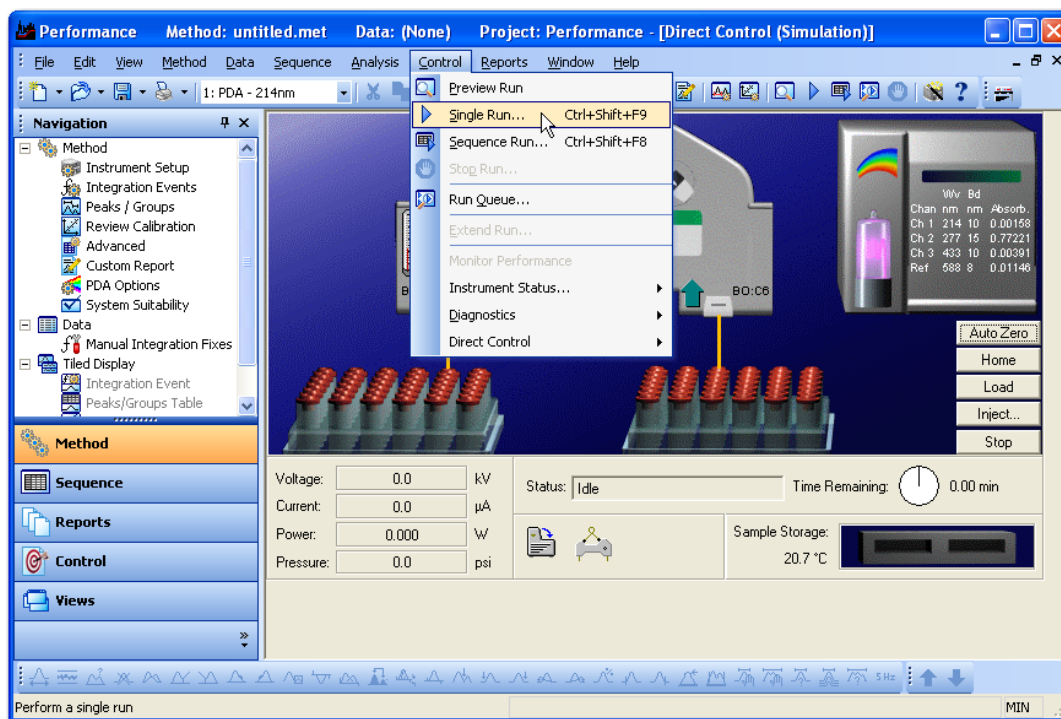 Performance Method: untitled.met Data: (None) Project: Performance - [Direct Control (Simulation)]
File Edit View Method Data Sequence Analysis Control Reports Window Help
1: PDA - 214nm
Preview Run
Single Run... Ctrl+Shift+F9
Sequence Run... Ctrl+Shift+F8
Stop Run...
Run Queue...
Extend Run...
Monitor Performance
Instrument Status...
Diagnostics
Direct Control
Navigation
Method
Instrument Setup
Integration Events
Peaks / Groups
Review Calibration
Advanced
Custom Report
PDA Options
System Suitability
Data
Manual Integration Fixes
Tiled Display
Integration Event
Peaks/Groups Table
Method
Sequence
Reports
Control
Views
BO:C6
Wv Bd
Chan nm nm Absorb.
Ch 1 214 10 0.00158
Ch 2 277 15 0.77221
Ch 3 433 10 0.00391
Ref 588 8 0.01146
Auto Zero
Home
Load
Inject...
Stop
Voltage: 0.0 kV
Current: 0.0 µA
Power: 0.000 W
Pressure: 0.0 psi
Status: Idle
Time Remaining: 0.00 min
Sample Storage:
20.7 °C
5 Hz
Perform a single run
MIN